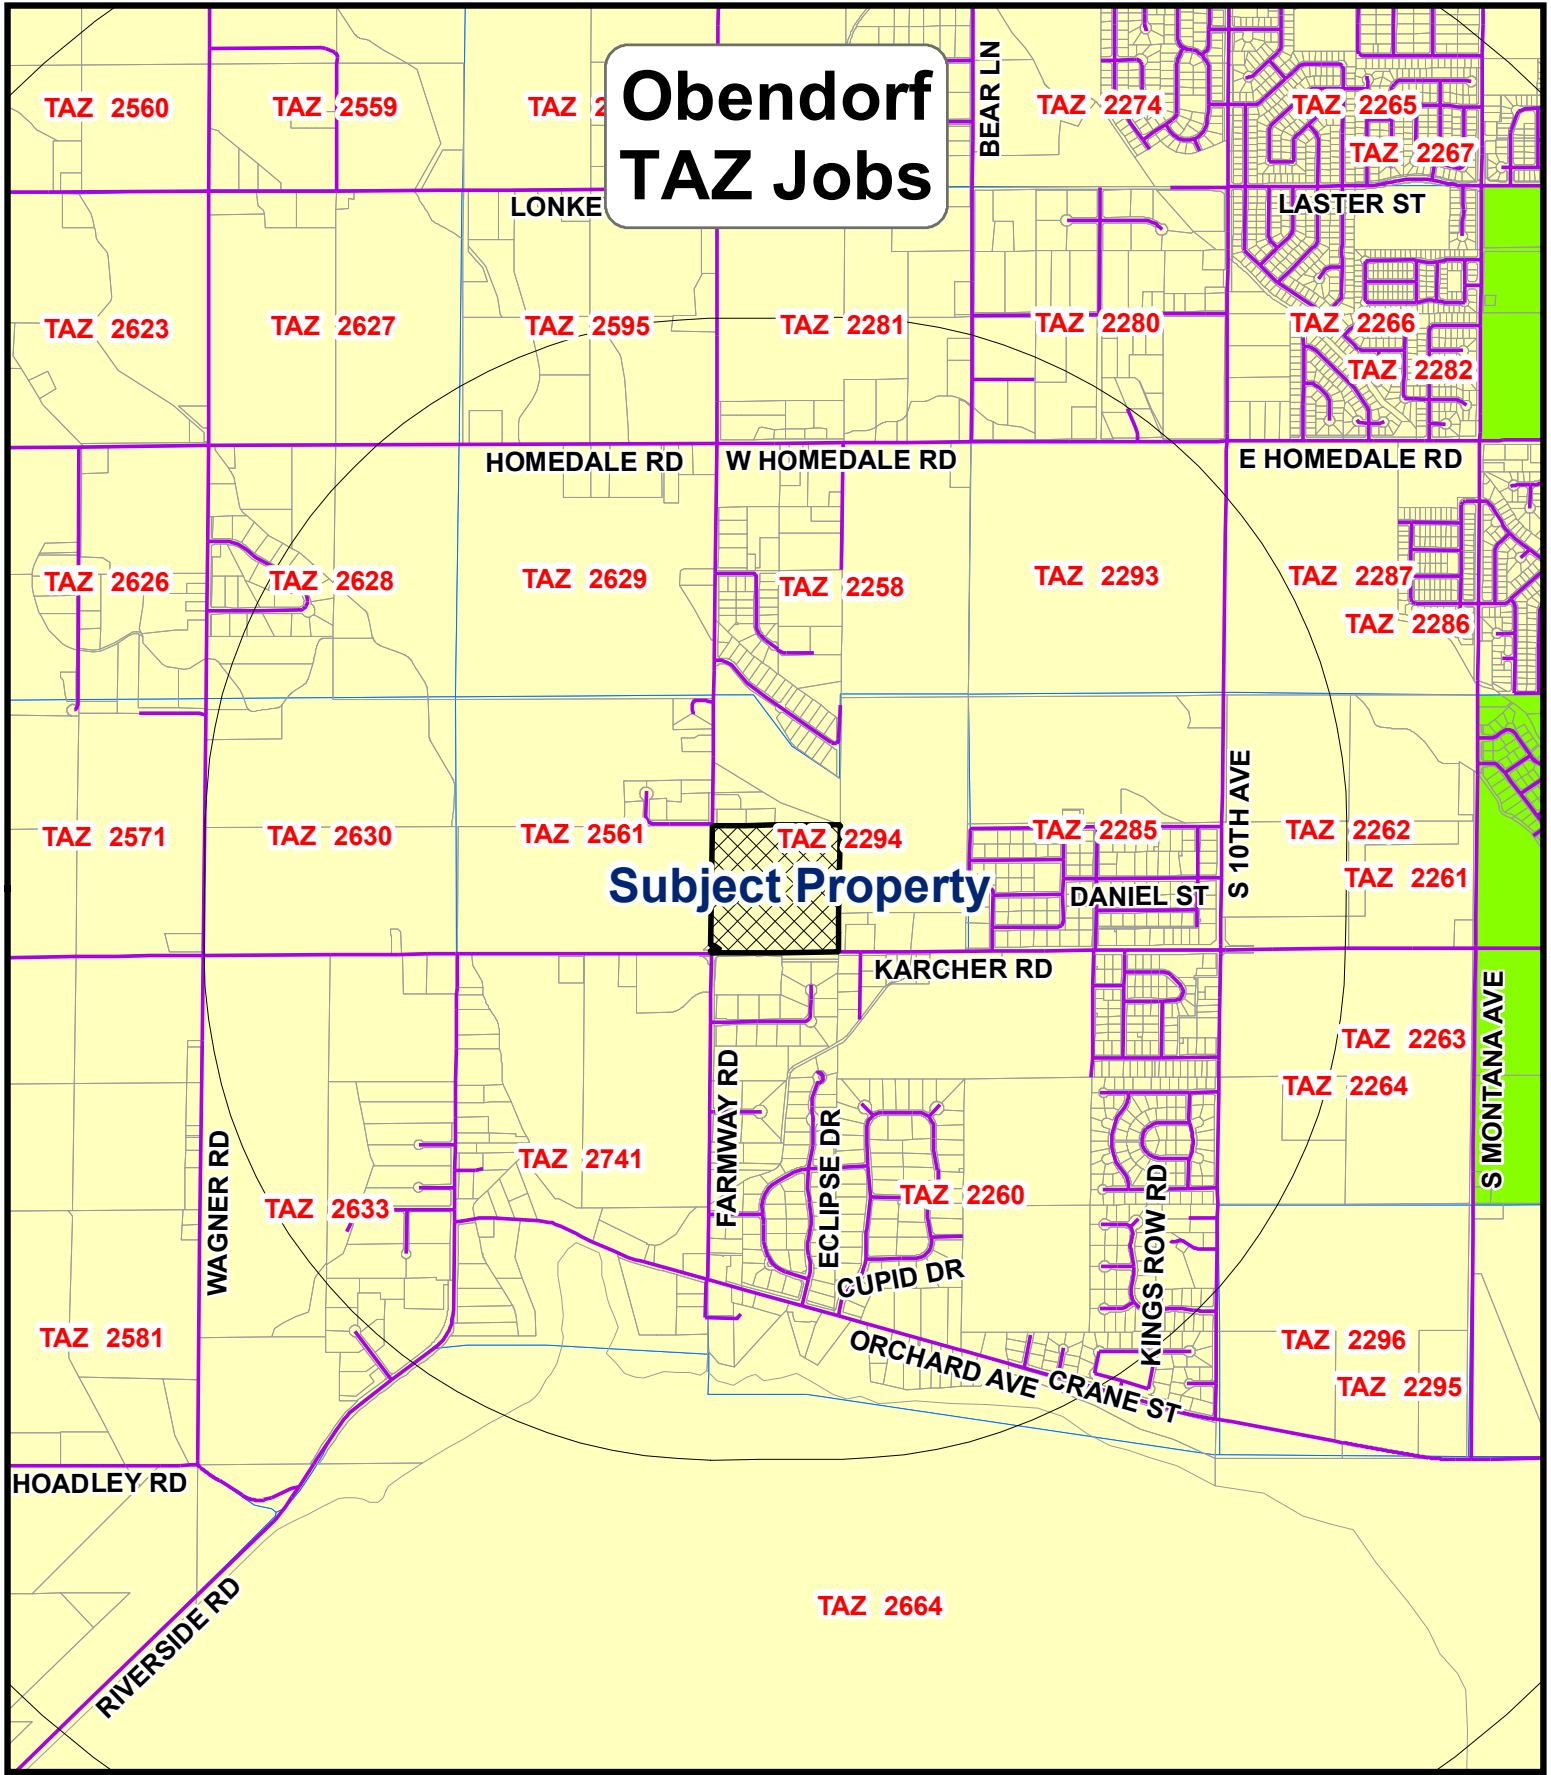 Obendorf
TAZ Jobs
BEAR LN
TAZ 2560
TAZ 2559
TAZ
TAZ 2274
TAZ 2265
TAZ 2267
LASTER ST
TAZ 2623
TAZ 2627
TAZ 2595
TAZ 2281
TAZ 2280
TAZ 2266
TAZ 2282
HOMEDALE RD
W HOMEDALE RD
E HOMEDALE RD
TAZ 2626
TAZ 2628
TAZ 2629
TAZ 2258
TAZ 2293
TAZ 2287
TAZ 2286
S 10TH AVE
TAZ 2571
TAZ 2630
TAZ 2561
TAZ 2294
TAZ 2285
TAZ 2262
TAZ 2261
Subject Property
DANIEL ST
KARCHER RD
S MONTANA AVE
TAZ 2263
TAZ 2264
FARMWAY RD
ECLIPSE DR
WAGNER RD
TAZ 2741
TAZ 2633
TAZ 2260
KINGS ROW RD
CUPID DR
TAZ 2581
TAZ 2296
TAZ 2295
ORCHARD AVE
CRANE ST
HOADLEY RD
RIVERSIDE RD
TAZ 2664